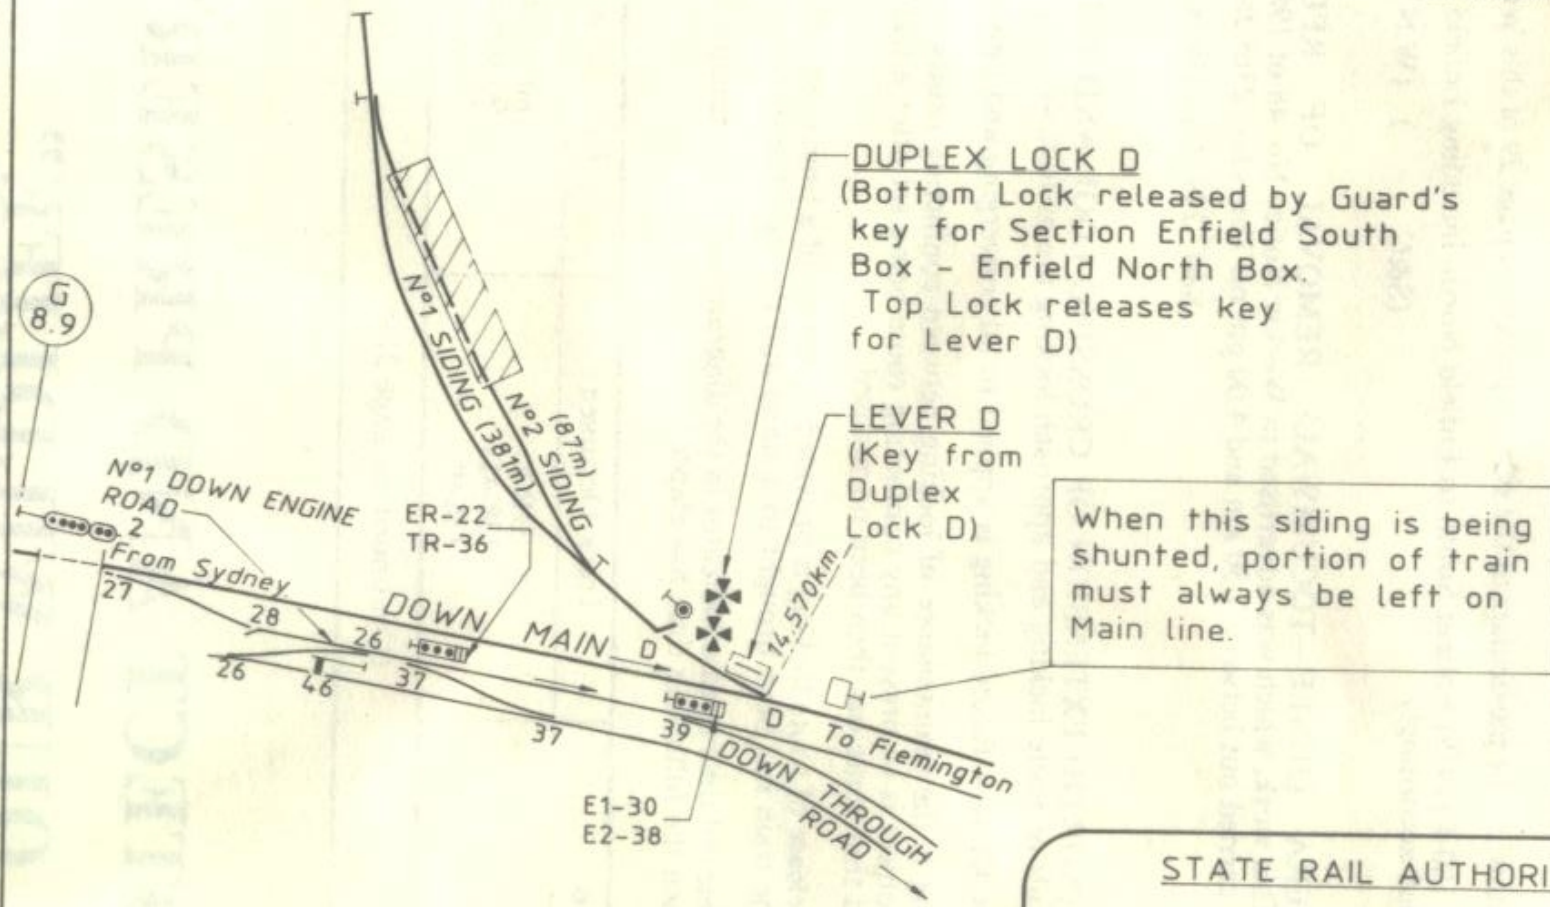 DUPLEX LOCK D
(Bottom Lock released by Guard's
key for Section Enfield South
Box - Enfield North Box.
Top Lock releases key
for Lever D)
G
8.9
Nº1 SIDING (381m)
Nº2 SIDING
(87m)
LEVER D
(Key from
Duplex
Lock D)
14.570km
When this siding is being
shunted, portion of train
must always be left on
Main line.
Nº1 DOWN ENGINE
ROAD
ER-22
TR-36
2
From Sydney
27
28
26
DOWN MAIN
D
26
46
37
37
39
D
To Flemington
DOWN THROUGH
ROAD
E1-30
E2-38
STATE RAIL AUTHORI